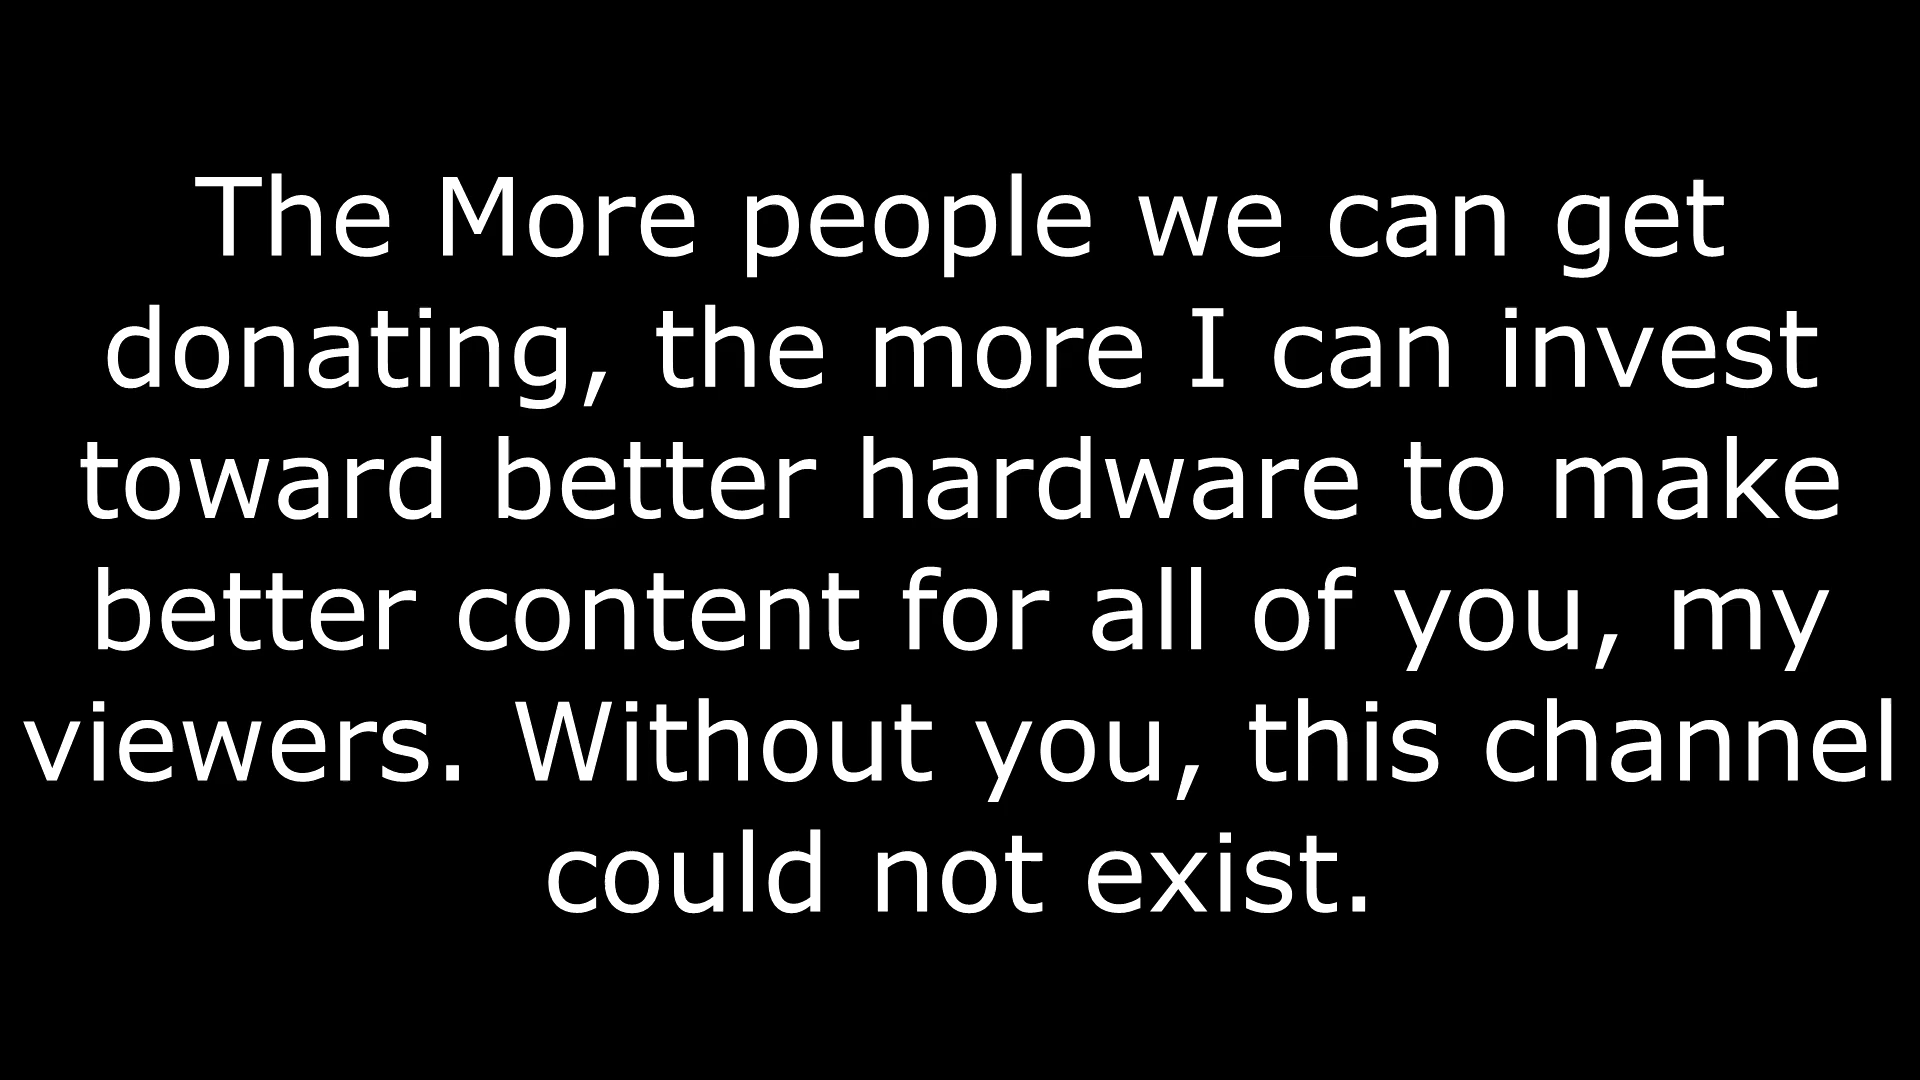 The More people we can get
donating, the more I can invest
toward better hardware to make
better content for all of you, my
viewers. Without you, this channel
could not exist.